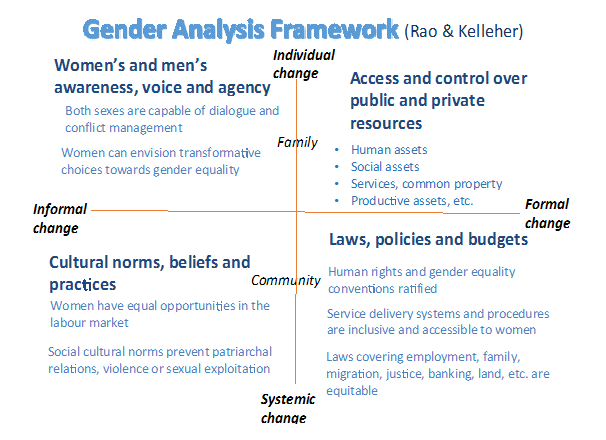 Gender Analysis Framework (Rao & Kelleher)
Individual
change
Women's and men's
awareness, voice and agency
Both sexes are capable of dialogue and
conflict management
Women can envision transformative
choices towards gender equality
Family
Access and control over
public and private
resources
• Human assets
• Social assets
• Services, common property
• Productive assets, etc.
Informal
change
Formal
change
Cultural norms, beliefs and
practices
Women have equal opportunities in the
labour market
Social cultural norms prevent patriarchal
relations, violence or sexual exploitation
Community
Laws, policies and budgets
Human rights and gender equality
conventions ratified
Service delivery systems and procedures
are inclusive and accessible to women
Laws covering employment, family,
migration, justice, banking, land, etc. are
equitable
Systemic
change